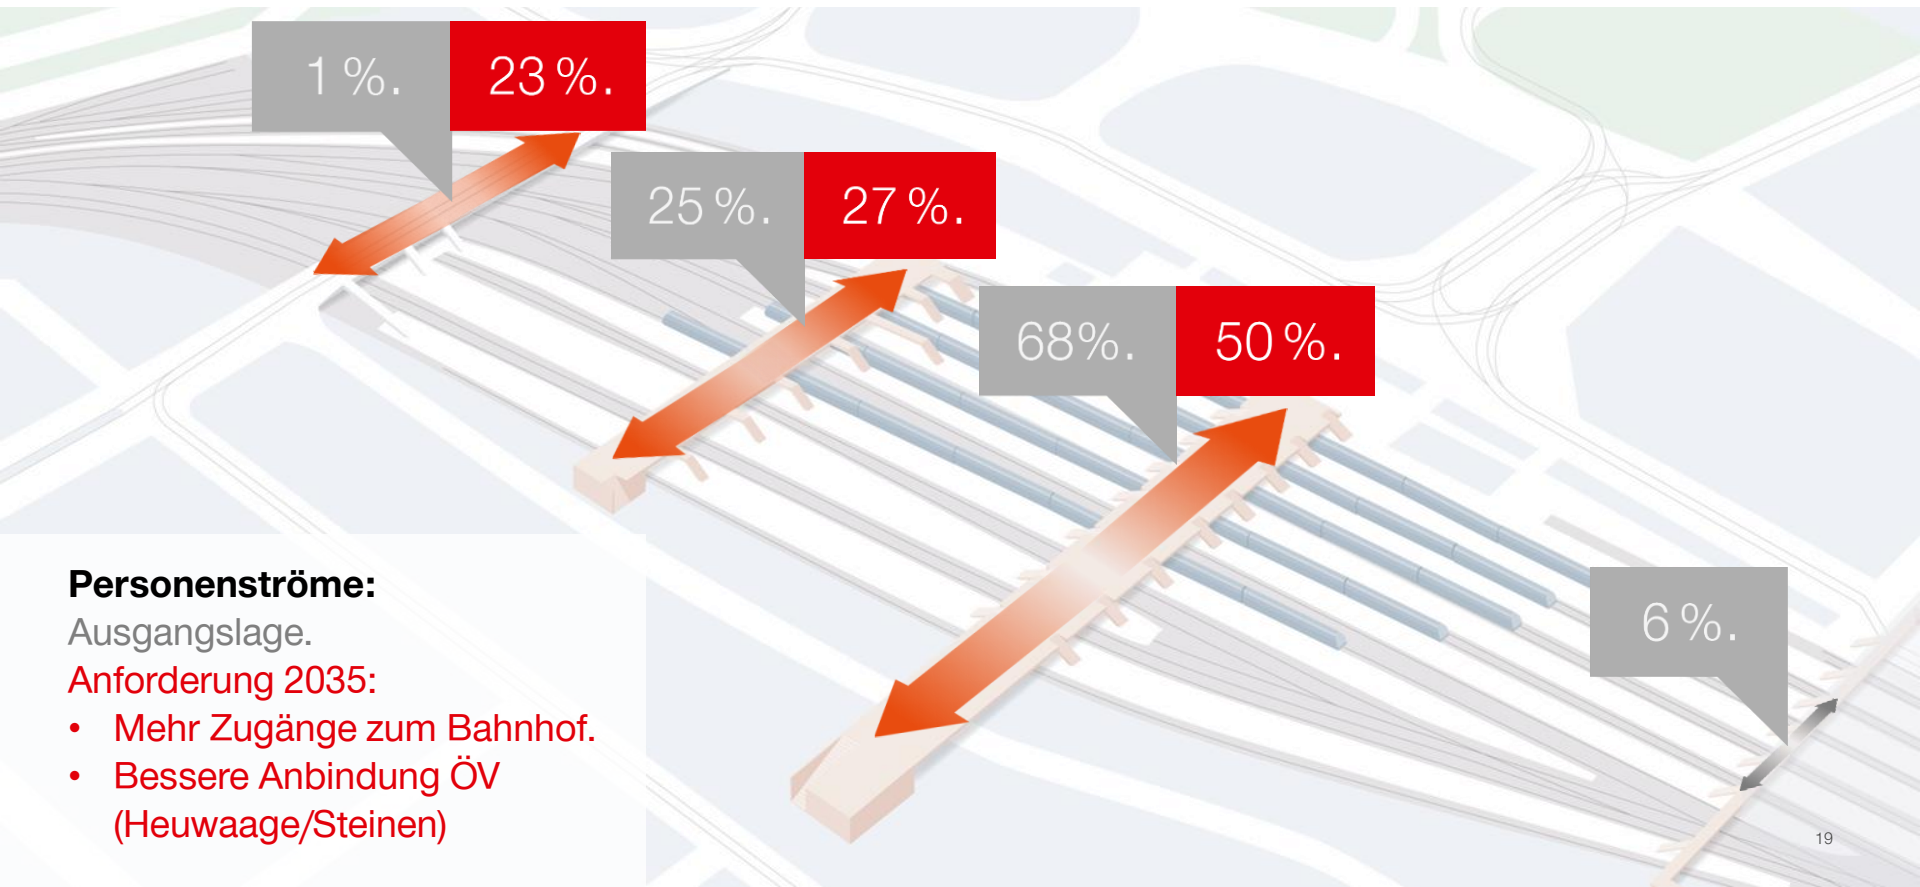 1 %.
23 %.
25 %.
27 %.
68%.
50 %.
6 %.
Personenströme:
Ausgangslage.
Anforderung 2035:
• Mehr Zugänge zum Bahnhof.
• Bessere Anbindung ÖV
(Heuwaage/Steinen)
19